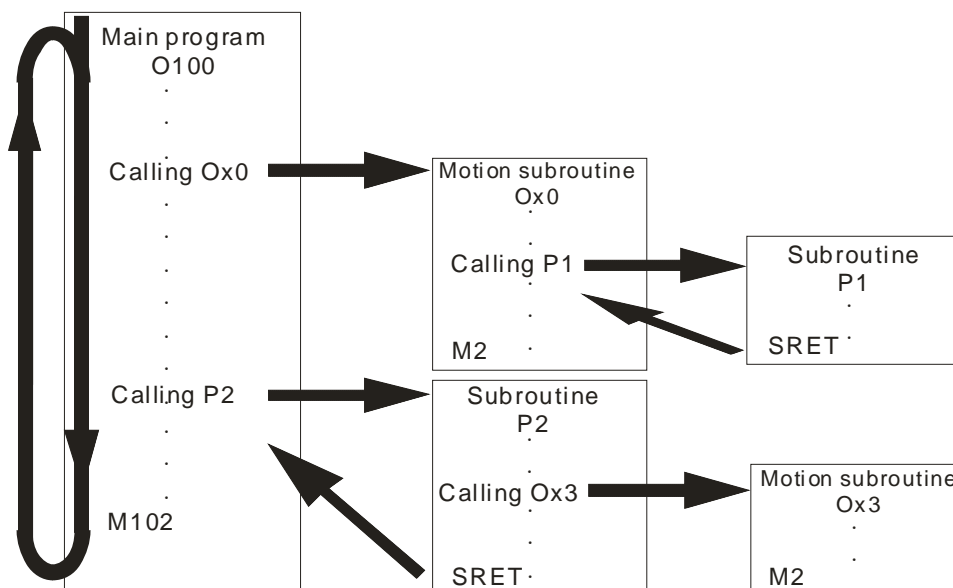 Main program
O100
Calling Ox0
Calling P2
M102
Motion subroutine
Ox0
Calling P1
M2
Subroutine
P1
SRET
Subroutine
P2
Calling Ox3
SRET
Motion subroutine
Ox3
M2